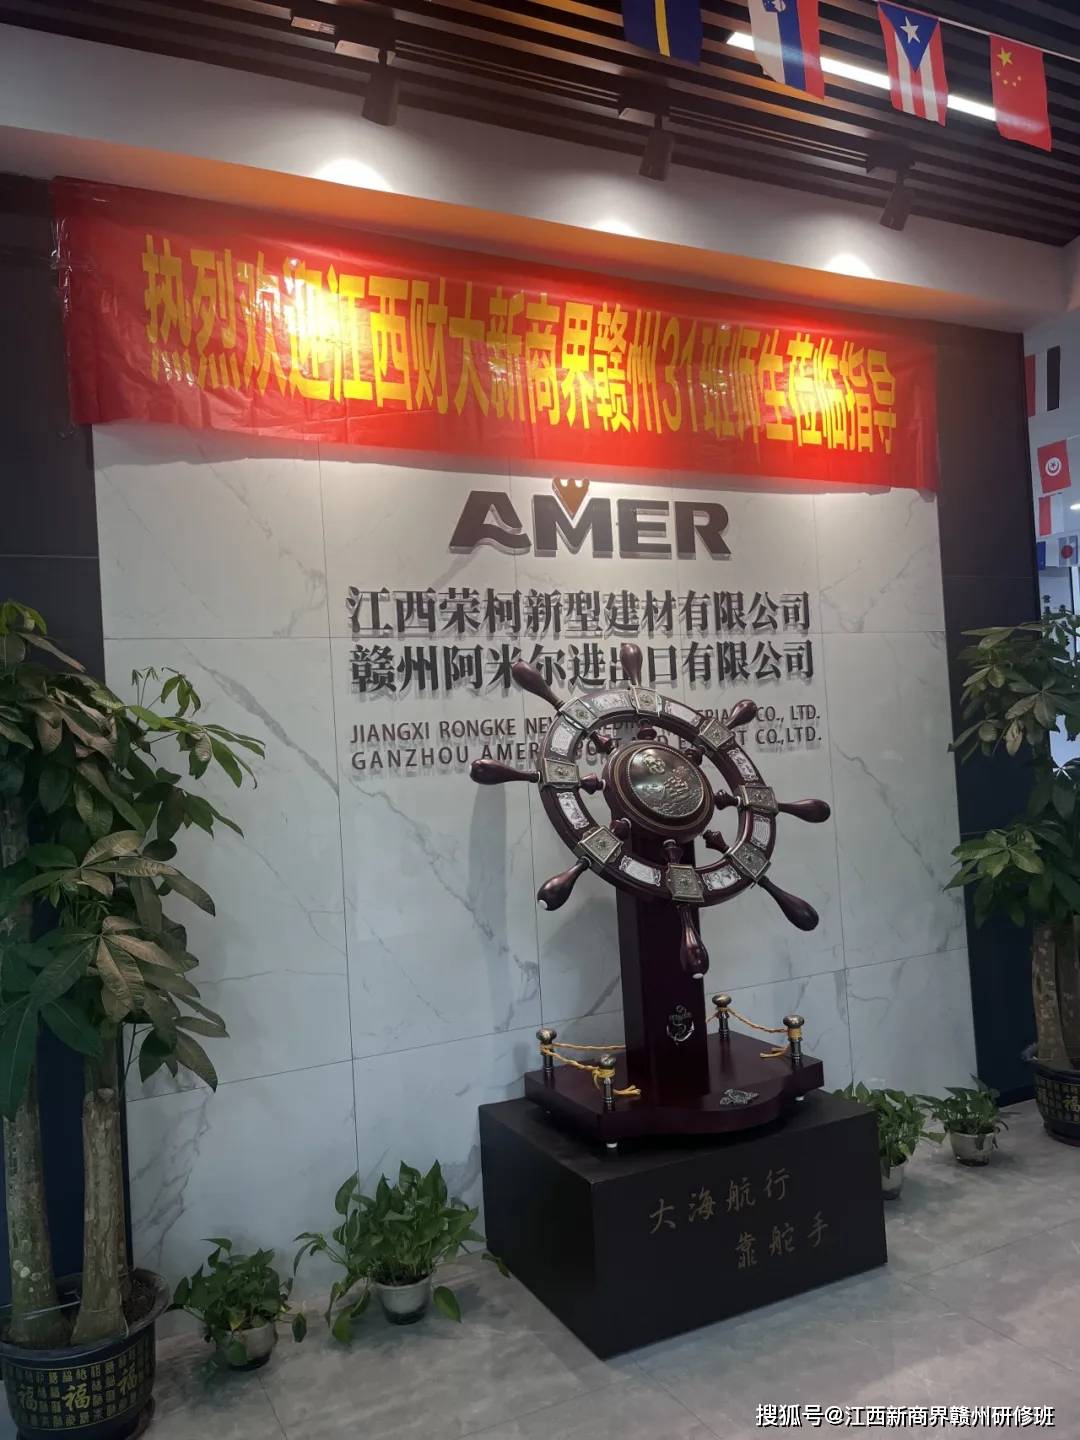 热烈欢迎江西财大新商界赣州31班师生莅临指导
AMER
江西荣柯新型建材有限公司
赣州阿米尔进出口有限公司
JIANGXI RONGKE NEW CO., LTD.
GANZHOU AMER CO.,LTD.
大海航行
靠舵手
福 福 福
福
搜狐号@江西新商界赣州研修班